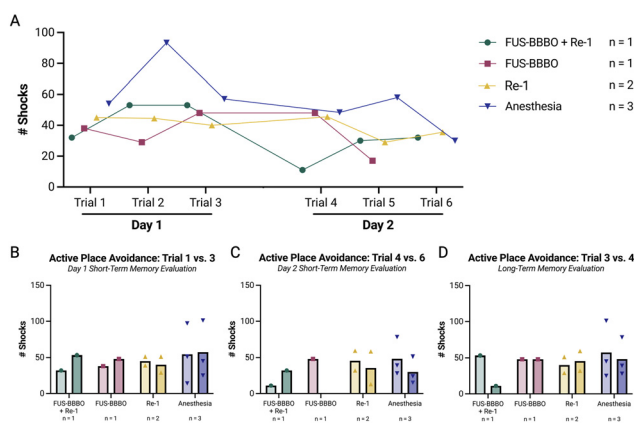 A
100
80
60
40
20
0
# Shocks
Trial 1 Trial 2 Trial 3 Trial 4 Trial 5 Trial 6
Day 1 Day 2
FUS-BBBO + Re-1 n = 1
FUS-BBBO n = 1
Re-1 n = 2
Anesthesia n = 3
B
Active Place Avoidance: Trial 1 vs. 3
Day 1 Short-Term Memory Evaluation
150
100
50
0
# Shocks
FUS-BBBO + Re-1 FUS-BBBO Re-1 Anesthesia
n = 1 n = 1 n = 2 n = 3
C
Active Place Avoidance: Trial 4 vs. 6
Day 2 Short-Term Memory Evaluation
150
100
50
0
# Shocks
FUS-BBBO + Re-1 FUS-BBBO Re-1 Anesthesia
n = 1 n = 1 n = 2 n = 3
D
Active Place Avoidance: Trial 3 vs. 4
Long-Term Memory Evaluation
150
100
50
0
# Shocks
FUS-BBBO + Re-1 FUS-BBBO Re-1 Anesthesia
n = 1 n = 1 n = 2 n = 3